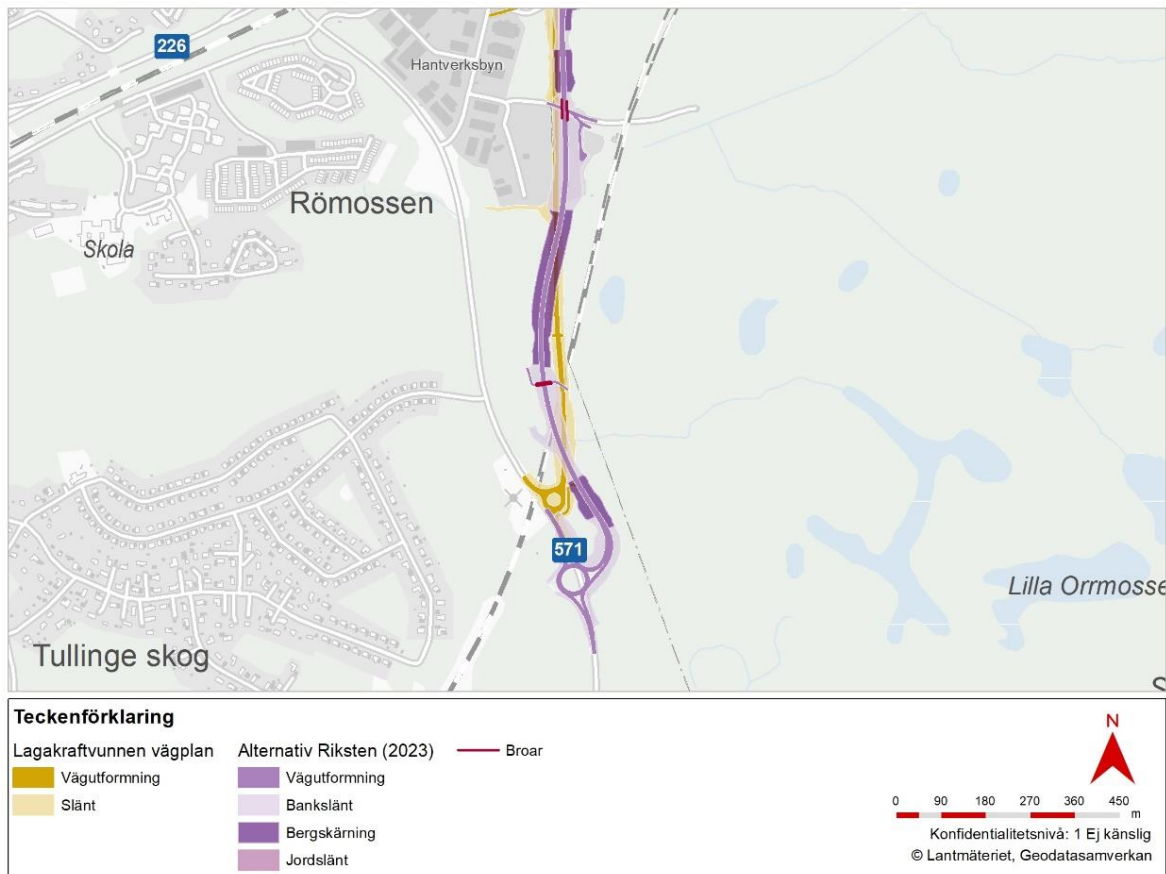 226
Hantverksbyn
Römossen
Skola
571
Lilla Orrmosse
Tullinge skog
S
Teckenförklaring
Lagakraftvunnen vägplan
Vägutformning
Slänt
Alternativ Riksten (2023)
Vägutformning
Bankslänt
Bergskärning
Jordslänt
Broar
N
0 90 180 270 360 450
m
Konfidentialitetsnivå: 1 Ej känslig
© Lantmäteriet, Geodatasamverkan